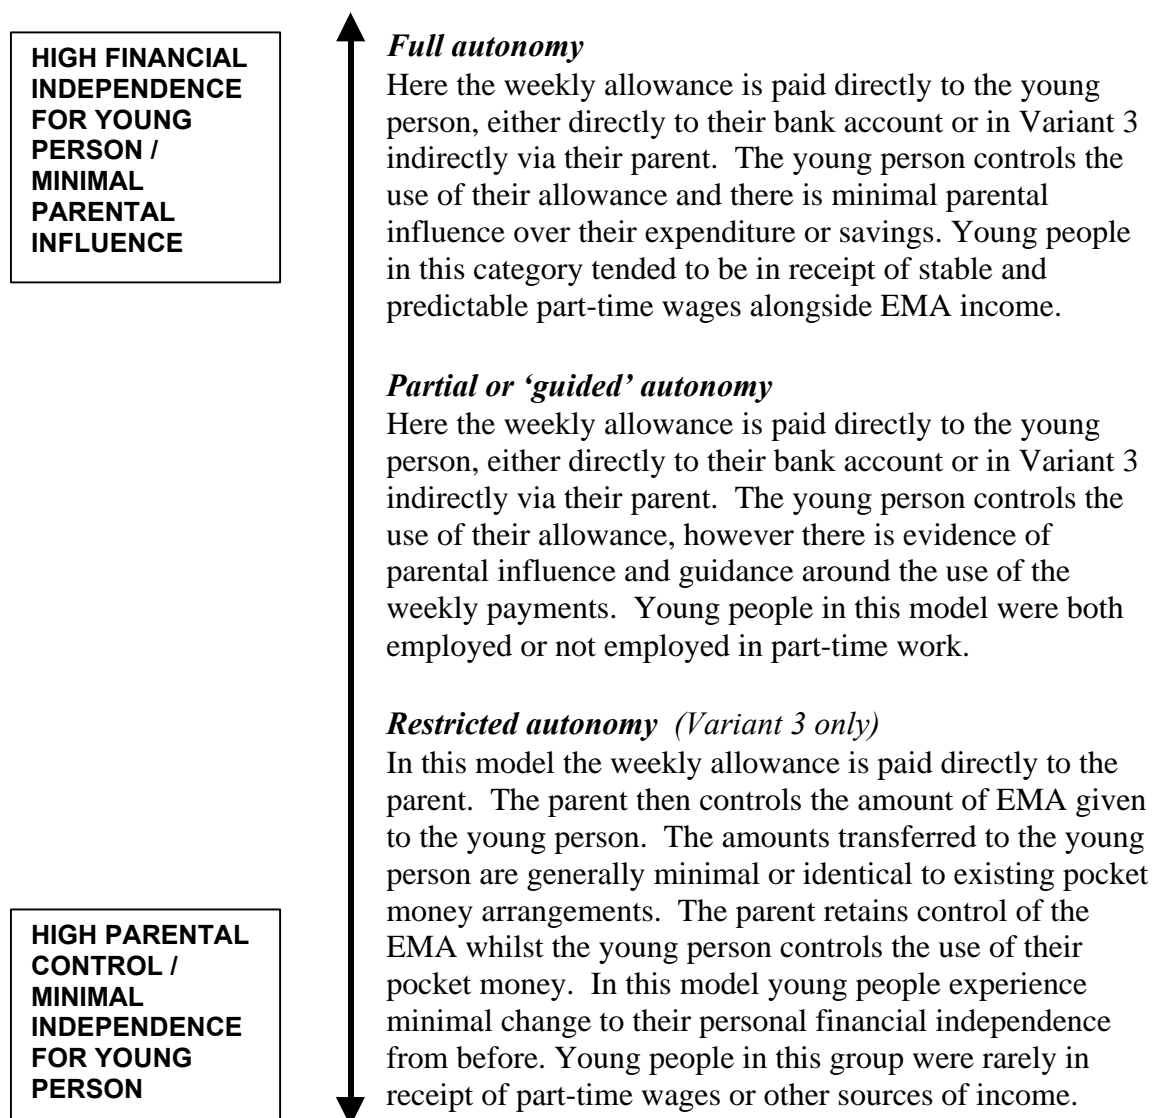 HIGH FINANCIAL
INDEPENDENCE
FOR YOUNG
PERSON /
MINIMAL
PARENTAL
INFLUENCE
Full autonomy
Here the weekly allowance is paid directly to the young
person, either directly to their bank account or in Variant 3
indirectly via their parent.  The young person controls the
use of their allowance and there is minimal parental
influence over their expenditure or savings. Young people
in this category tended to be in receipt of stable and
predictable part-time wages alongside EMA income.
Partial or ‘guided’ autonomy
Here the weekly allowance is paid directly to the young
person, either directly to their bank account or in Variant 3
indirectly via their parent.  The young person controls the
use of their allowance, however there is evidence of
parental influence and guidance around the use of the
weekly payments.  Young people in this model were both
employed or not employed in part-time work.
Restricted autonomy  (Variant 3 only)
In this model the weekly allowance is paid directly to the
parent.  The parent then controls the amount of EMA given
to the young person.  The amounts transferred to the young
person are generally minimal or identical to existing pocket
money arrangements.  The parent retains control of the
EMA whilst the young person controls the use of their
pocket money.  In this model young people experience
minimal change to their personal financial independence
from before. Young people in this group were rarely in
receipt of part-time wages or other sources of income.
HIGH PARENTAL
CONTROL /
MINIMAL
INDEPENDENCE
FOR YOUNG
PERSON